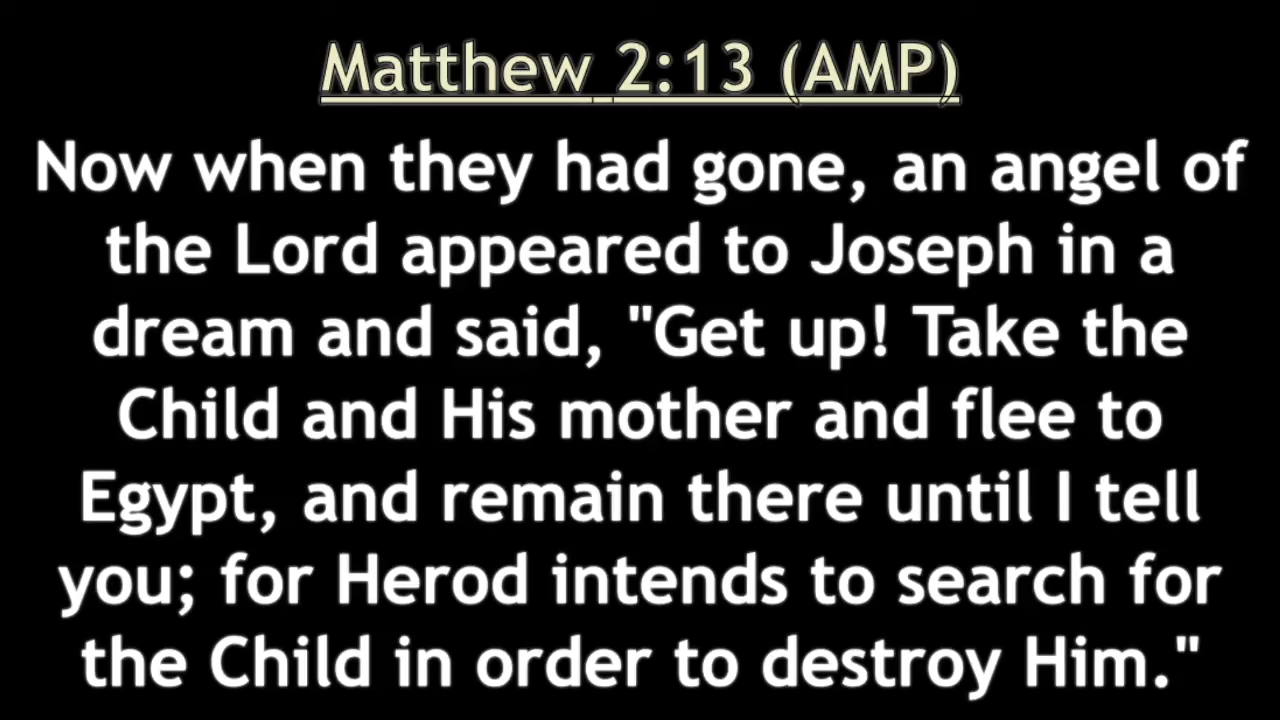 Matthew 2:13 (AMP)
Now when they had gone, an angel of
the Lord appeared to Joseph in a
dream and said, "Get up! Take the
Child and His mother and flee to
Egypt, and remain there until I tell
you; for Herod intends to search for
the Child in order to destroy Him."